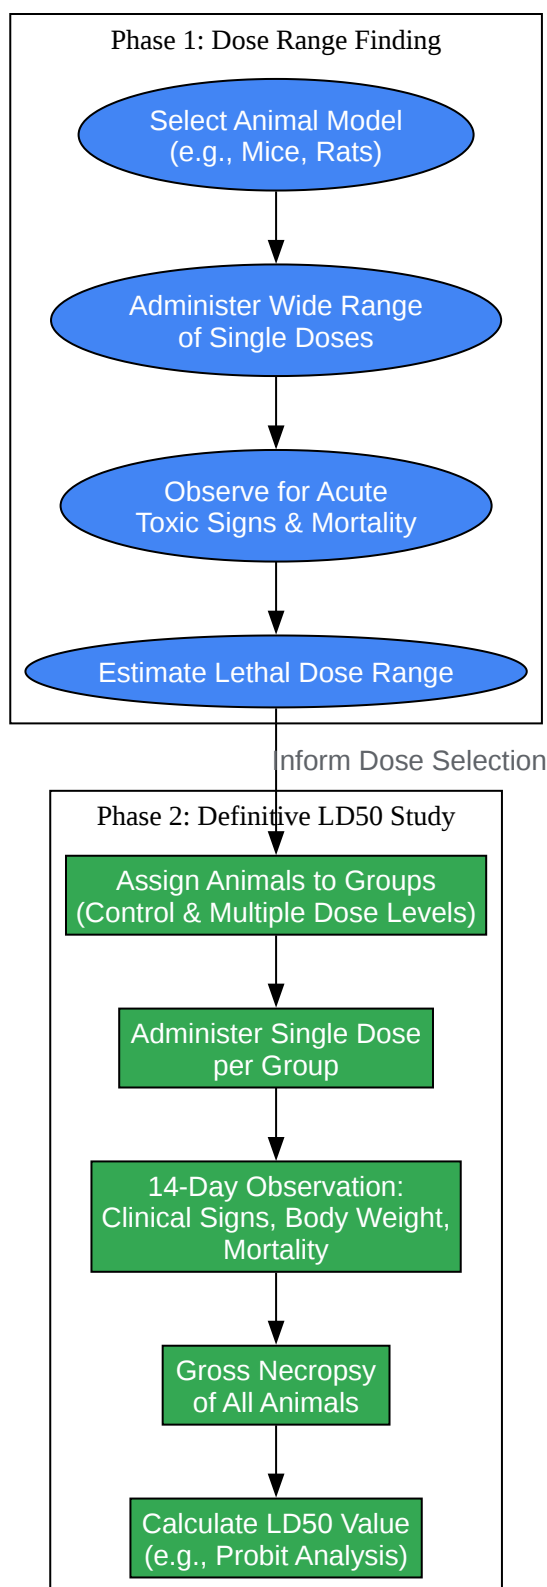 Phase 1: Dose Range Finding
Select Animal Model
(e.g., Mice, Rats)
Administer Wide Range
of Single Doses
Observe for Acute
Toxic Signs & Mortality
Estimate Lethal Dose Range
Inform Dose Selection
Phase 2: Definitive LD50 Study
Assign Animals to Groups
(Control & Multiple Dose Levels)
Administer Single Dose
per Group
14-Day Observation:
Clinical Signs, Body Weight,
Mortality
Gross Necropsy
of All Animals
Calculate LD50 Value
(e.g., Probit Analysis)